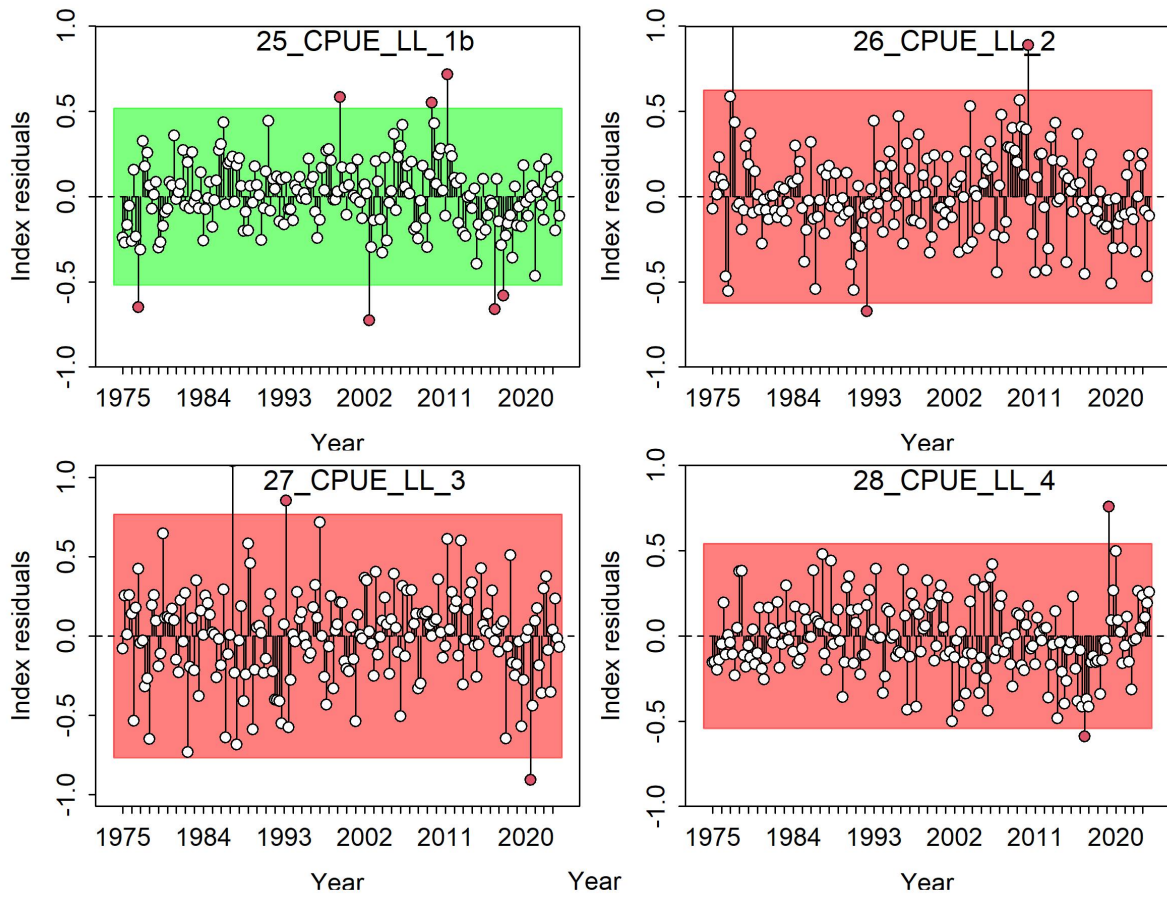 25_CPUE_LL_1b
Index residuals
1.0
0.5
0.0
-0.5
-1.0
1975 1984 1993 2002 2011 2020
Year
26_CPUE_LL_2
Index residuals
1.0
0.5
0.0
-0.5
-1.0
1975 1984 1993 2002 2011 2020
Year
27_CPUE_LL_3
Index residuals
1.0
0.5
0.0
-0.5
-1.0
1975 1984 1993 2002 2011 2020
Year
28_CPUE_LL_4
Index residuals
1.0
0.5
0.0
-0.5
-1.0
1975 1984 1993 2002 2011 2020
Year
Year